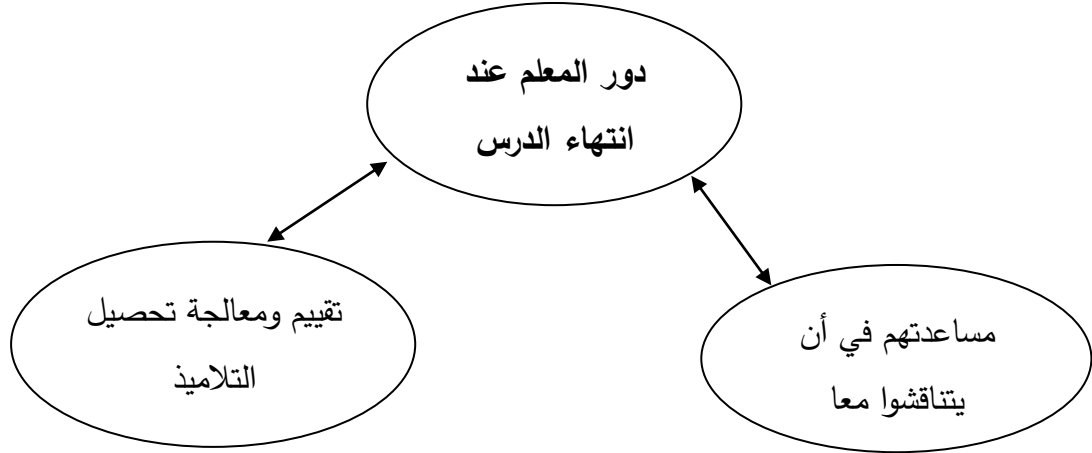 دور المعلم عند
انتهاء الدرس
مساعدتهم في أن
يتناقشوا معا
تقييم ومعالجة تحصيل
التلاميذ